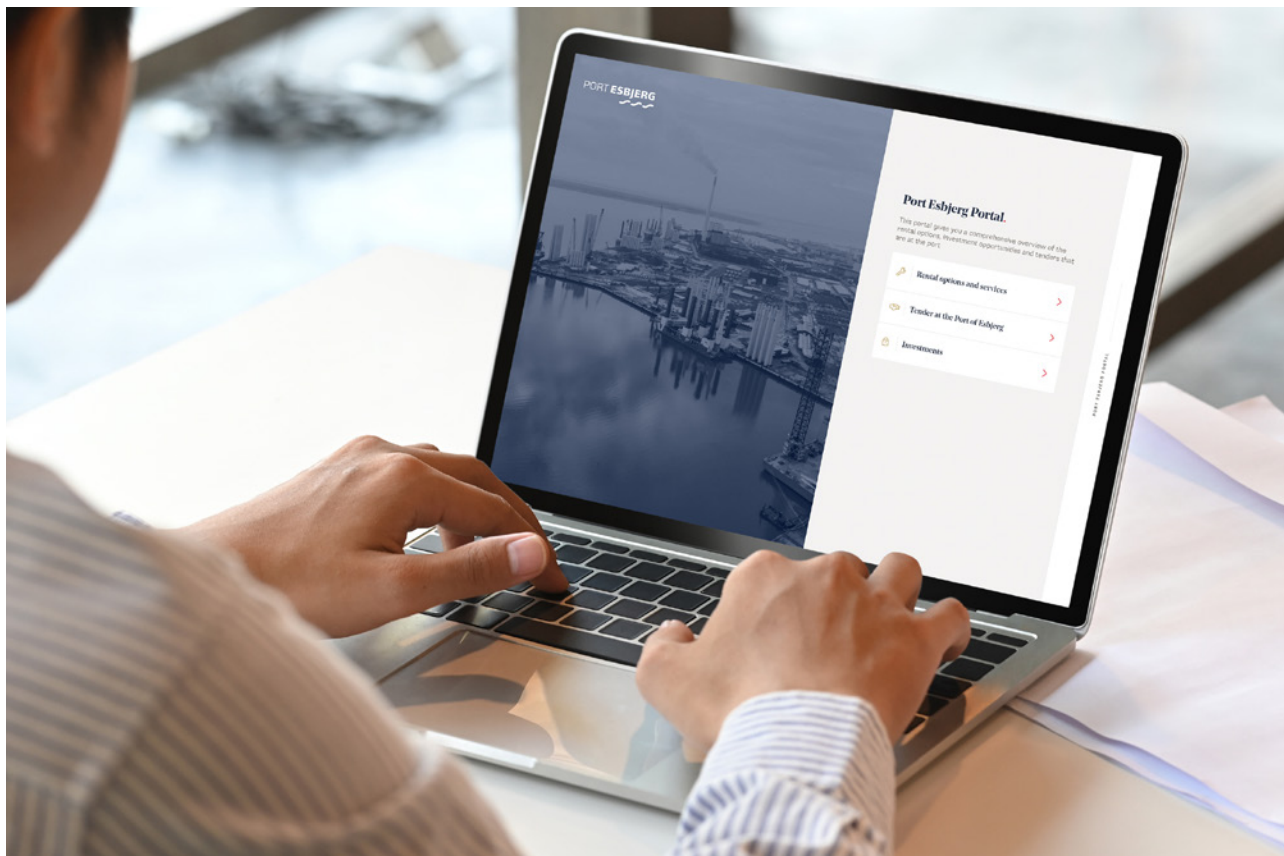 PORT ESBJERG
Port Esbjerg Portal.
This portal gives you a comprehensive overview of the
rental options, investment opportunities and tenders that
are at the port.
Rental options and services
Tender at the Port of Esbjerg
Investments
PORT ESBJERG PORTAL